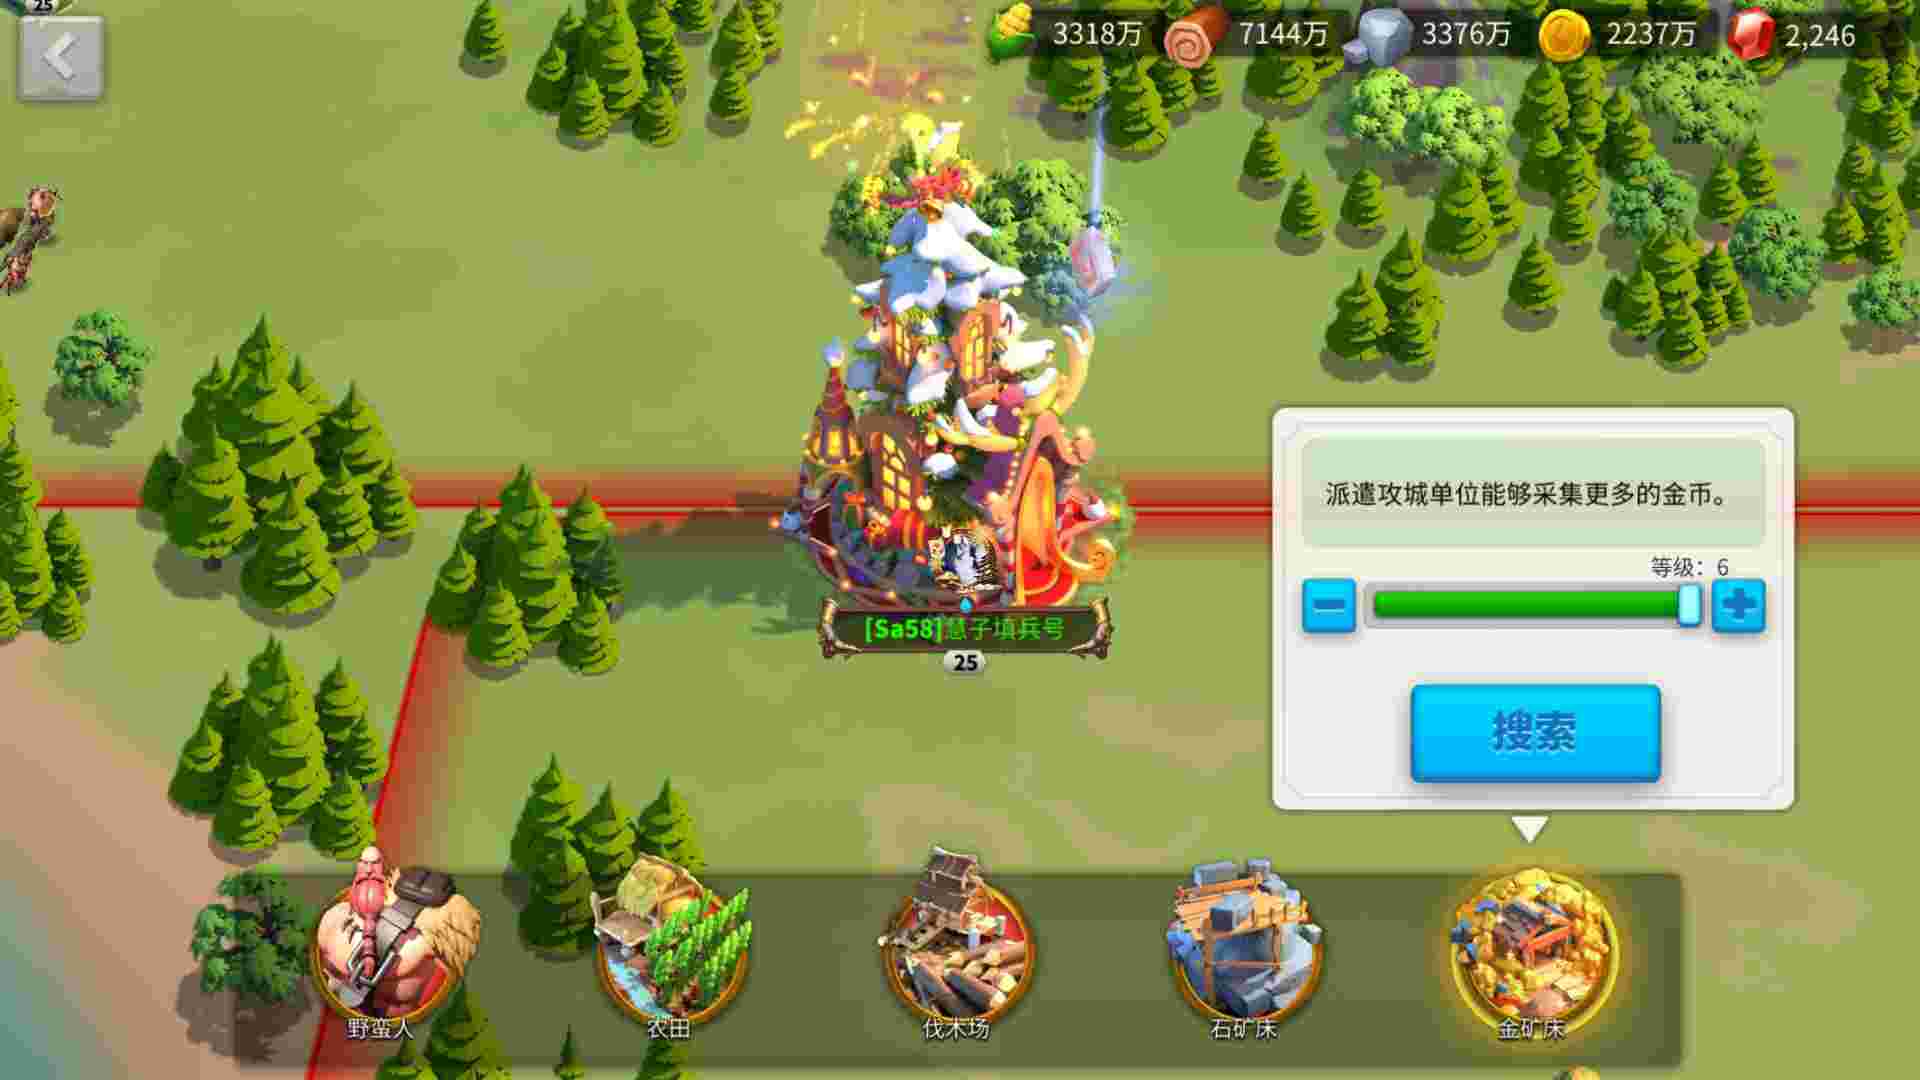 25
3318万
7144万
3376万
2237万
2,246
派遣攻城单位能够采集更多的金币。
等级：6
搜索
[Sa58]慧子填兵号
25
野蛮人
农田
伐木场
石矿床
金矿床